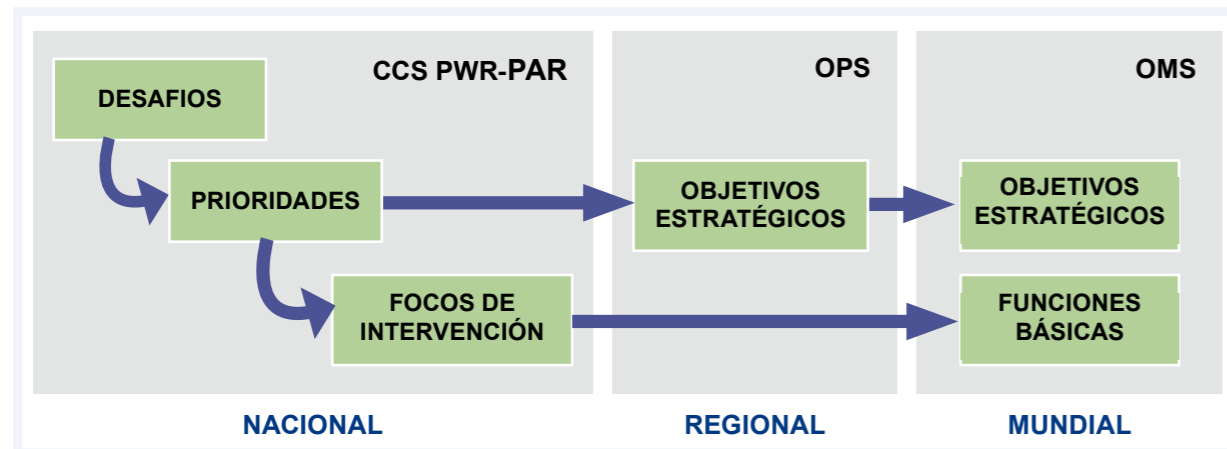 CCS PWR-PAR
DESAFIOS
PRIORIDADES
FOCOS DE
INTERVENCIÓN
NACIONAL
OPS
OBJETIVOS
ESTRATÉGICOS
REGIONAL
OMS
OBJETIVOS
ESTRATÉGICOS
FUNCIONES
BÁSICAS
MUNDIAL